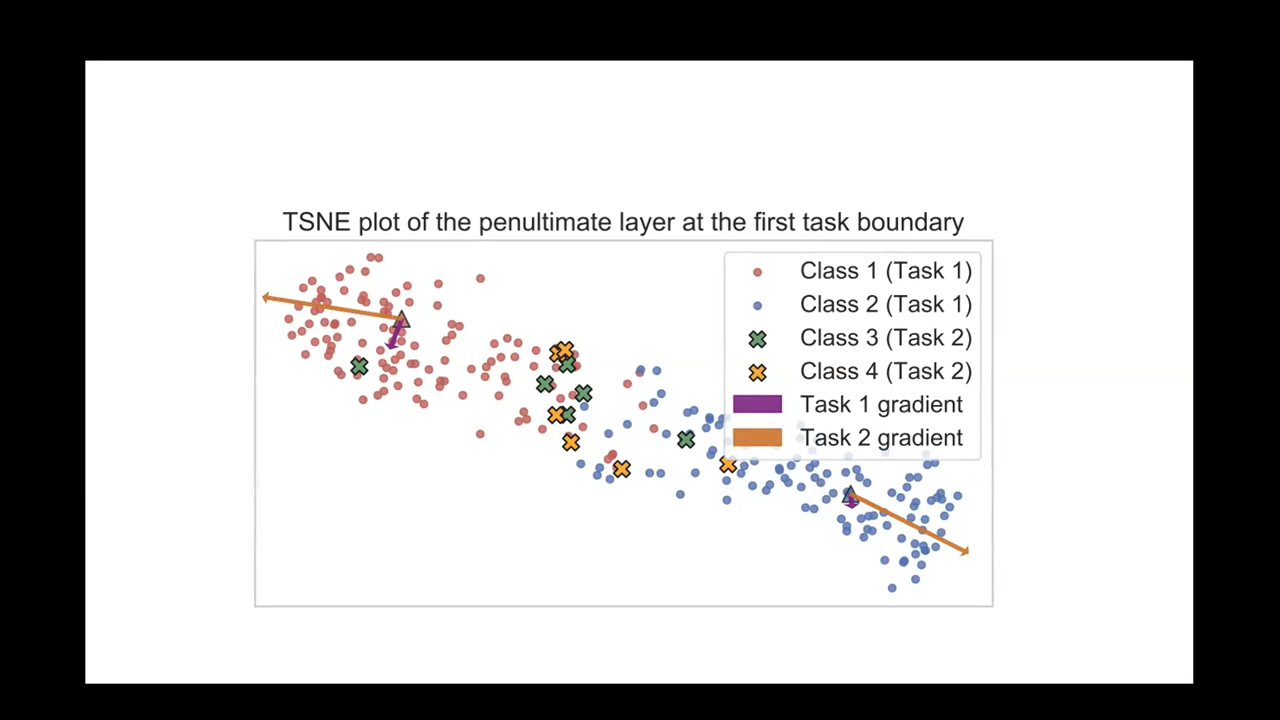 TSNE plot of the penultimate layer at the first task boundary
Class 1 (Task 1)
Class 2 (Task 1)
Class 3 (Task 2)
Class 4 (Task 2)
Task 1 gradient
Task 2 gradient